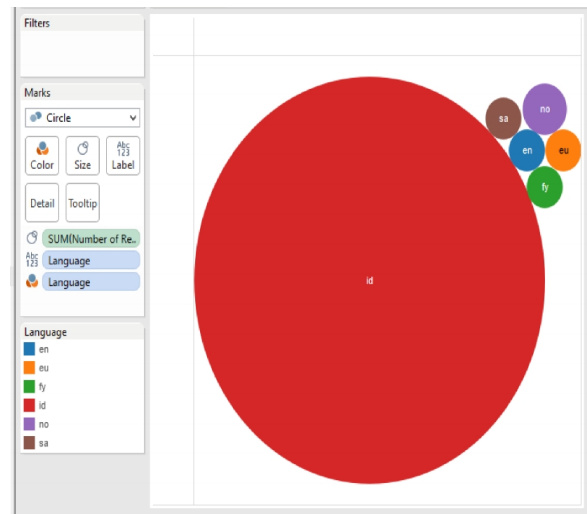 Filters
Marks
Circle
Color
Size
Abc
123
Label
Detail
Tooltip
SUM(Number of Re..
Abc
123
Language
Language
Language
en
eu
fy
id
no
sa
no
sa
en
eu
fy
id